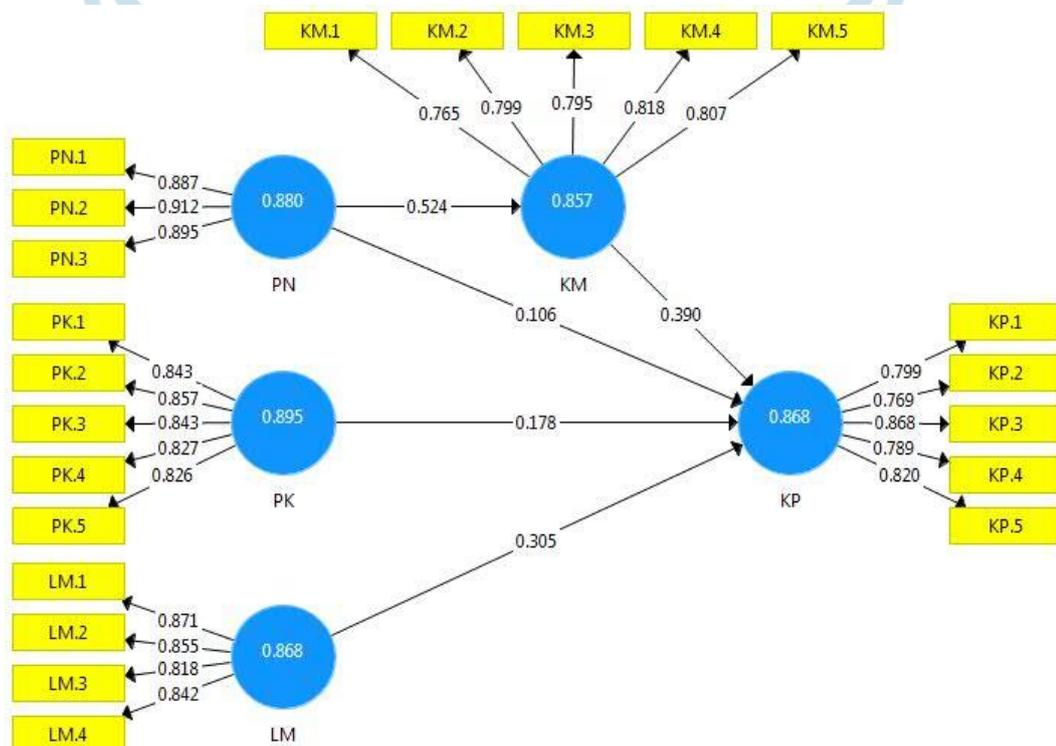 KM.1 KM.2 KM.3 KM.4 KM.5
0.765 0.799 0.795 0.818 0.807
PN.1
PN.2
PN.3
0.887
0.912
0.895
0.880
PN
0.524
0.857
KM
0.106
0.390
PK.1
PK.2
PK.3
PK.4
PK.5
0.843
0.857
0.843
0.827
0.826
0.895
PK
0.178
0.868
KP
0.799
0.769
0.868
0.789
0.820
KP.1
KP.2
KP.3
KP.4
KP.5
0.305
LM.1
LM.2
LM.3
LM.4
0.871
0.855
0.818
0.842
0.868
LM